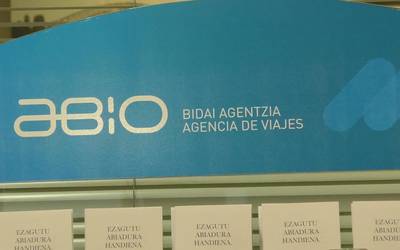 ABIO
BIDAI AGENTZIA
AGENCIA DE VIAJES
EZAGUTU
ABIADURA
HANDIENA.
EZAGUTU
ABIADURA
HANDIENA.
EZAGUTU
ABIADURA
HANDIENA.
EZAGUTU
ABIADURA
HANDIENA.
EZAGUTU
ABIADURA
HANDIENA.